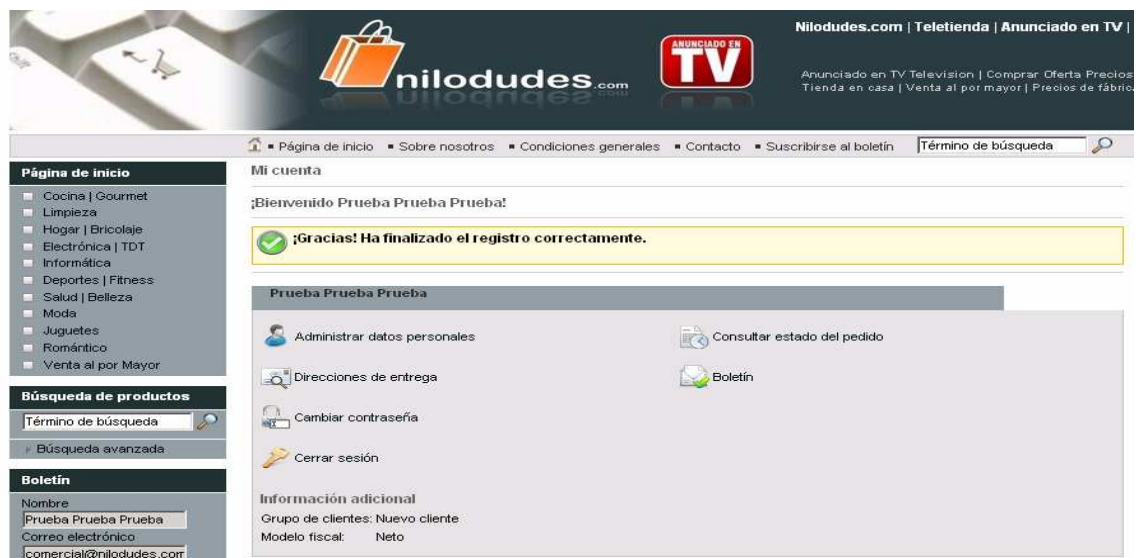 nilodudes.com
ANUNCIADO EN
TV
Nilodudes.com | Teletienda | Anunciado en TV |
Anunciado en TV Television | Comprar Oferta Precios
Tienda en casa | Venta al por mayor | Precios de fábric
Página de inicio Sobre nosotros Condiciones generales Contacto Suscribirse al boletín Término de búsqueda
Página de inicio
Cocina | Gourmet
Limpieza
Hogar | Bricolaje
Electrónica | TDT
Informática
Deportes | Fitness
Salud | Belleza
Moda
Juguetes
Romántico
Venta al por Mayor
Búsqueda de productos
Término de búsqueda
Búsqueda avanzada
Boletín
Nombre
Prueba Prueba Prueba
Correo electrónico
comercial@nilodudes.com
Mi cuenta
¡Bienvenido Prueba Prueba Prueba!
¡Gracias! Ha finalizado el registro correctamente.
Prueba Prueba Prueba
Administrar datos personales
Consultar estado del pedido
Direcciones de entrega
Boletín
Cambiar contraseña
Cerrar sesión
Información adicional
Grupo de clientes: Nuevo cliente
Modelo fiscal: Neto